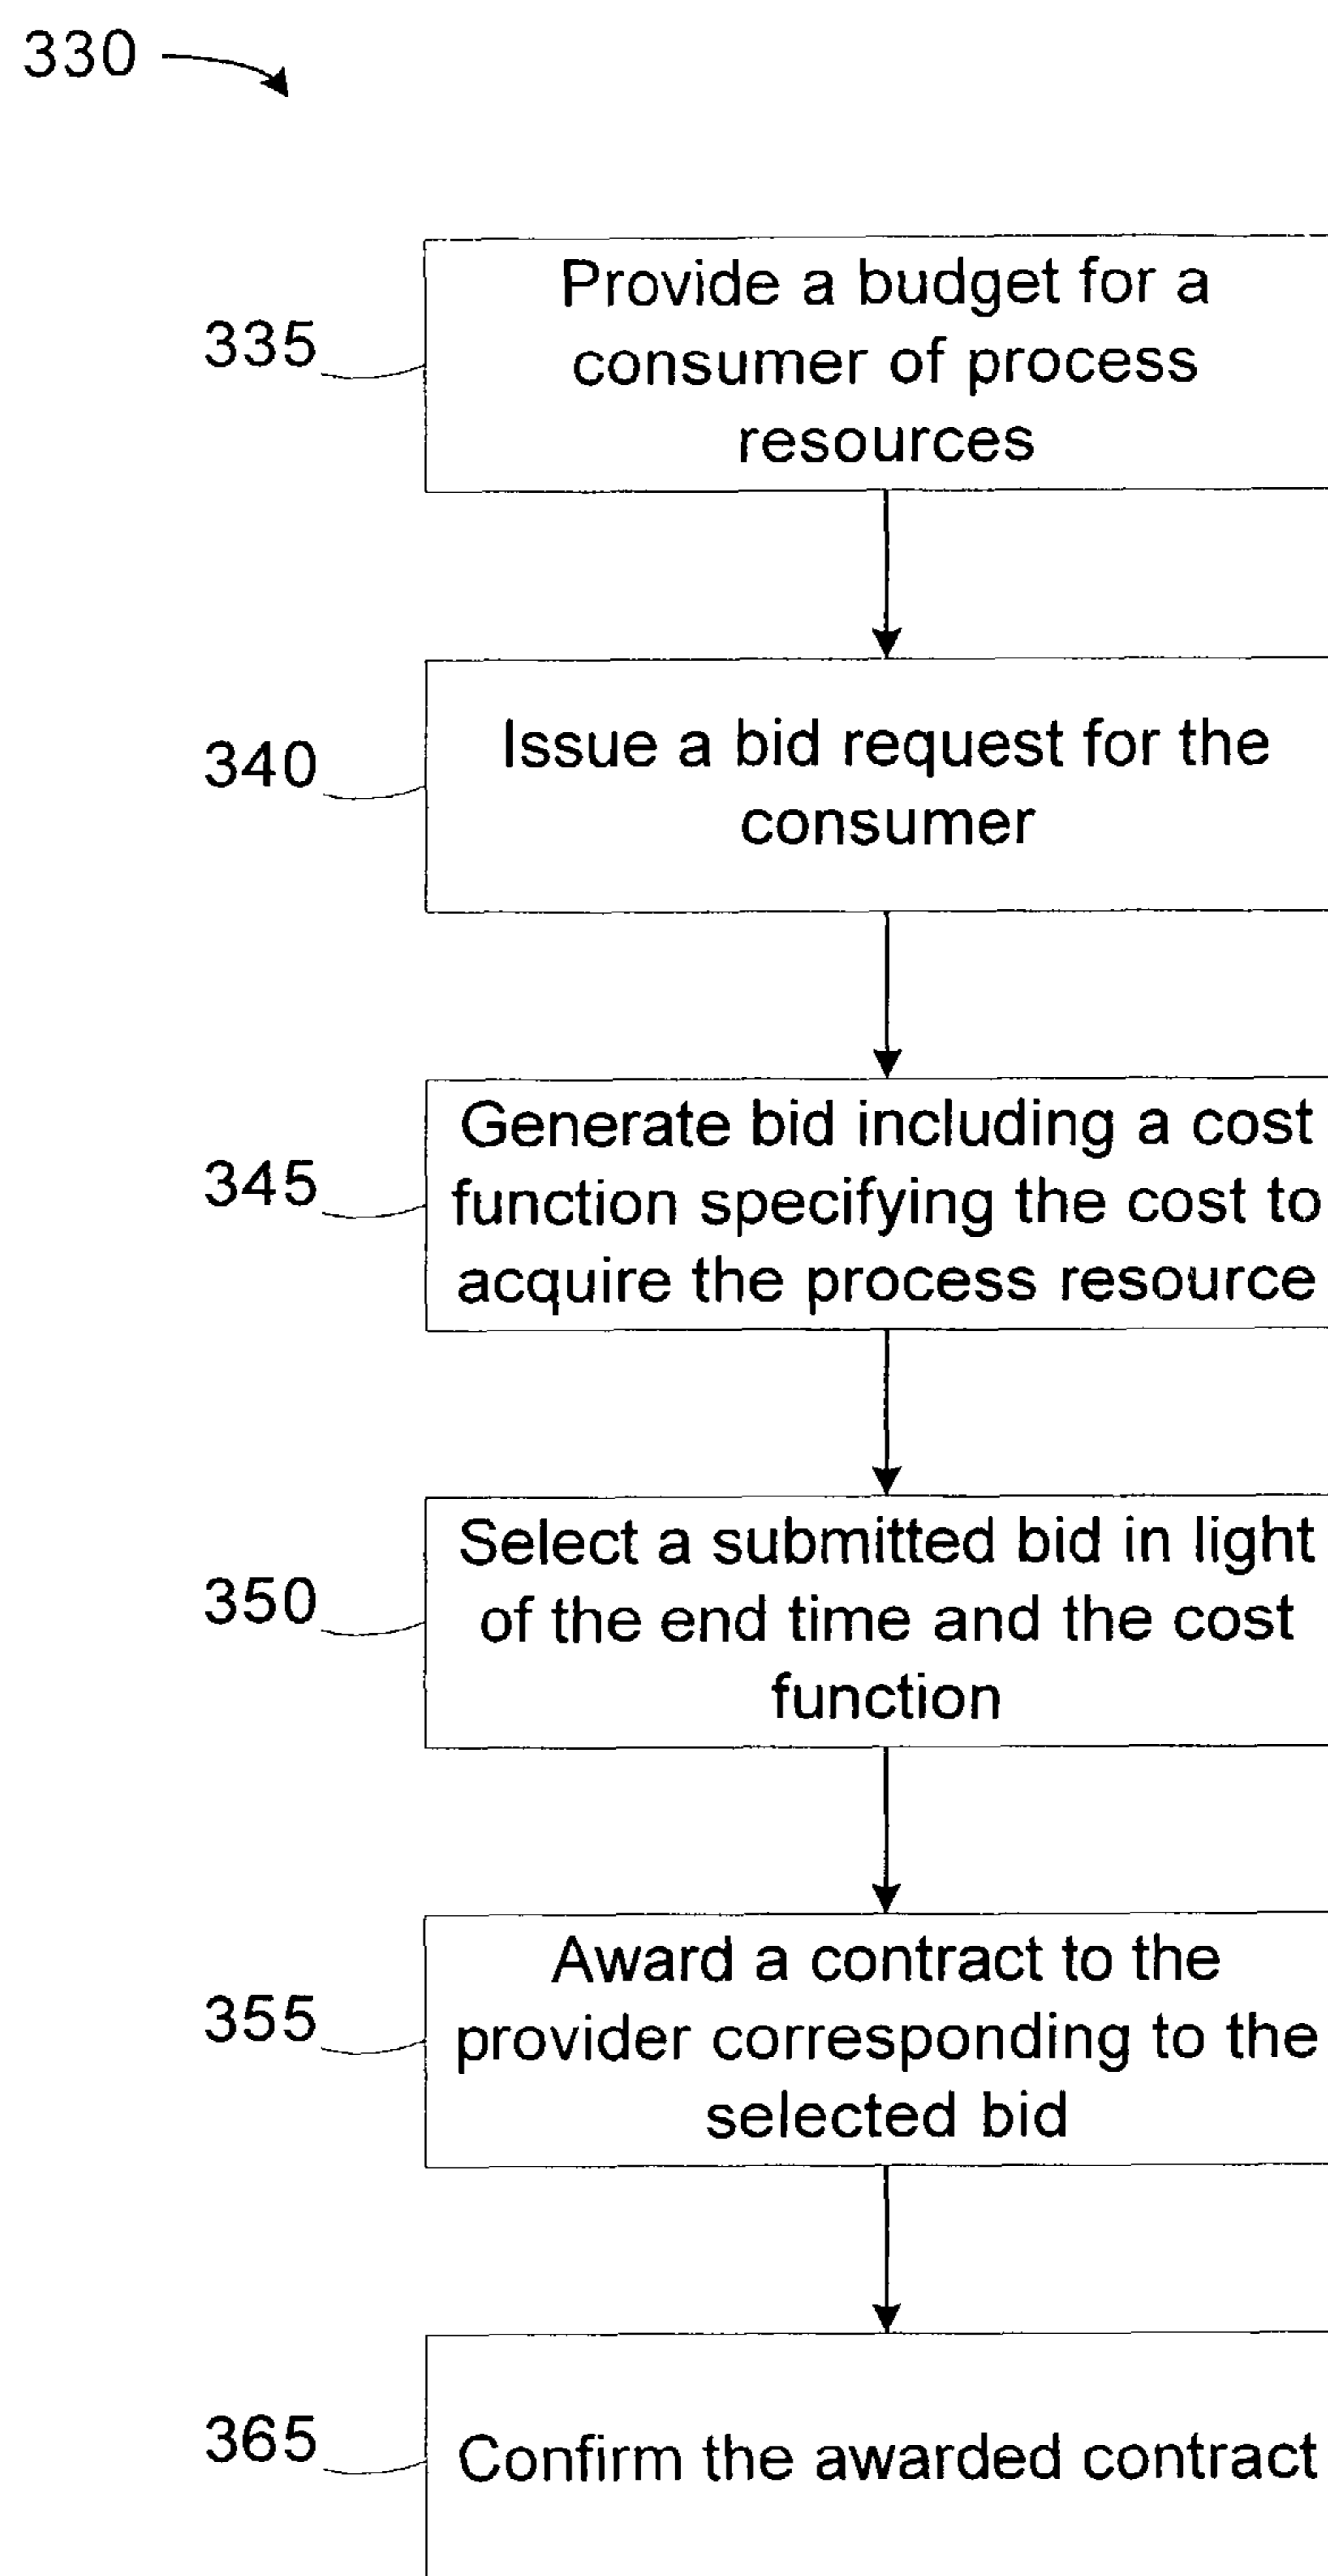 330
335
Provide a budget for a
consumer of process
resources
340
Issue a bid request for the
consumer
345
Generate bid including a cost
function specifying the cost to
acquire the process resource
350
Select a submitted bid in light
of the end time and the cost
function
355
Award a contract to the
provider corresponding to the
selected bid
365
Confirm the awarded contract